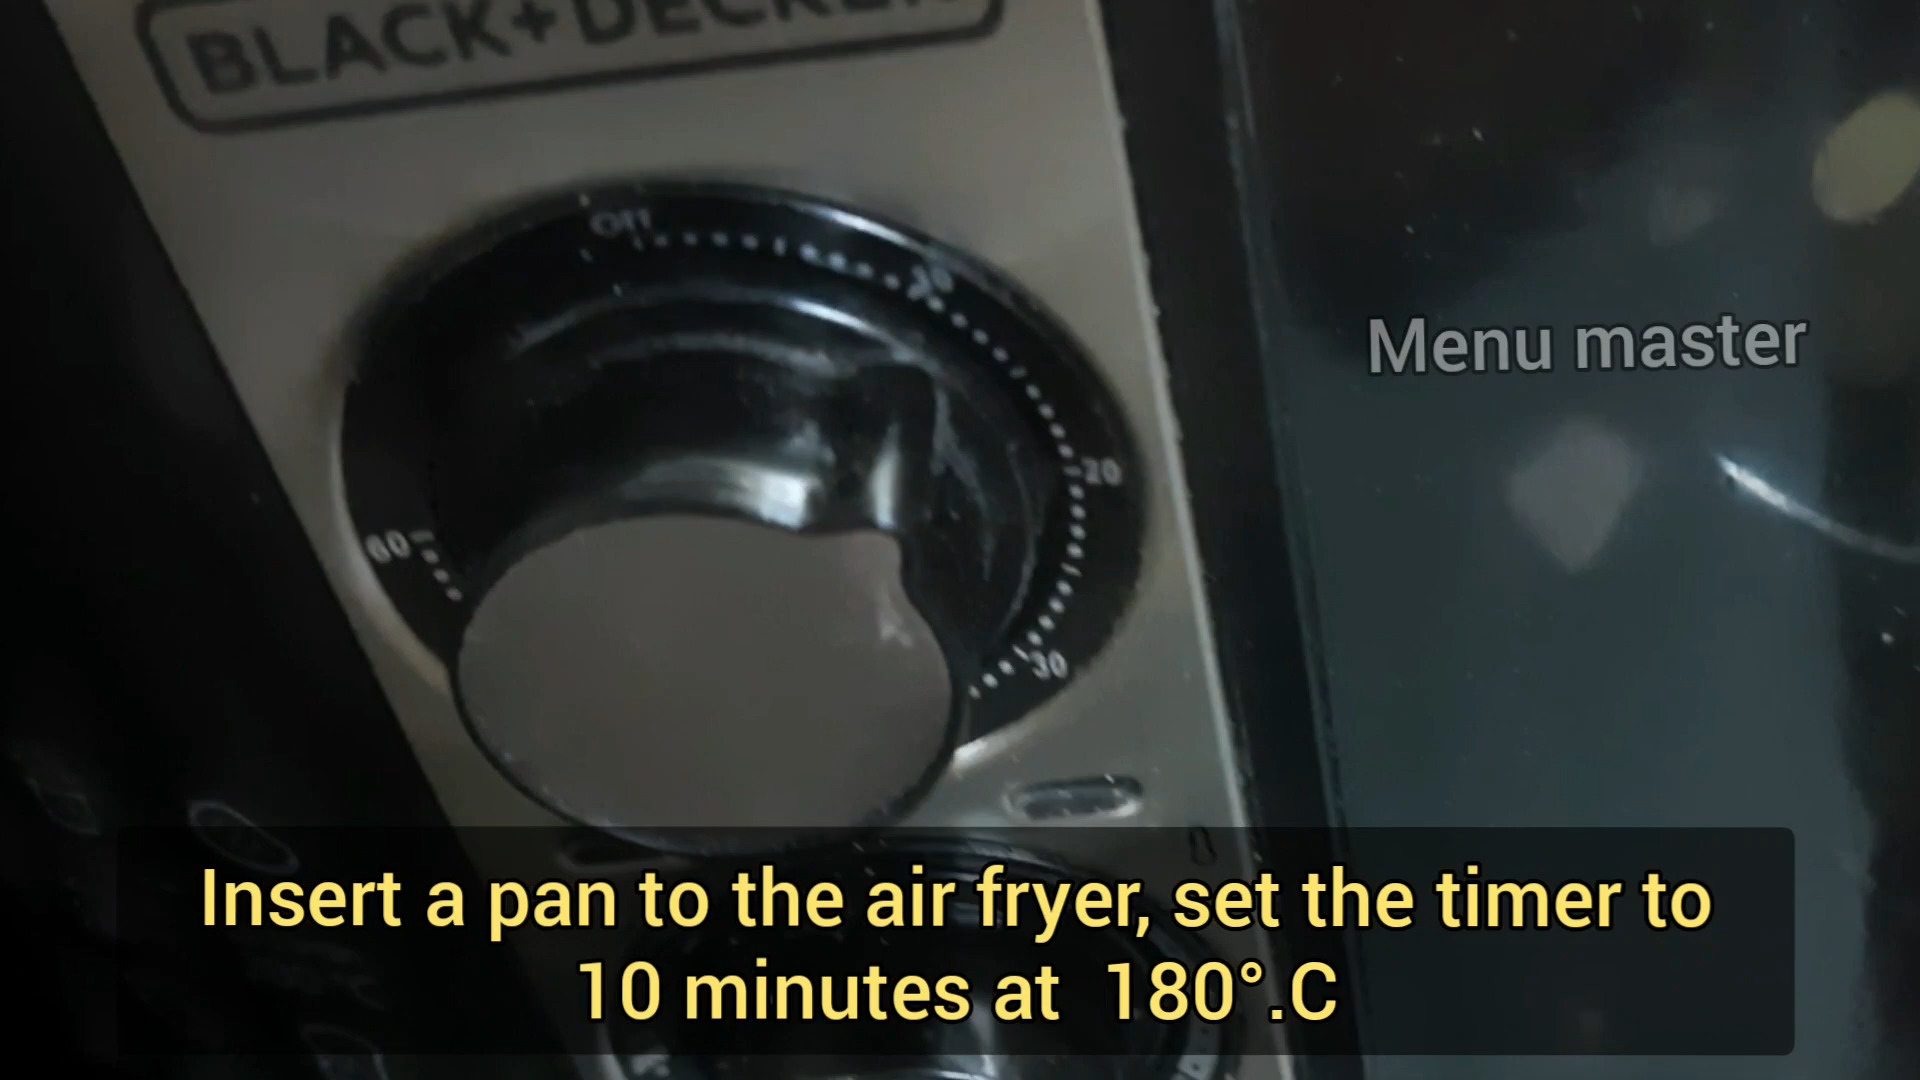 BLACK+DECKER
Off
10
20
30
60
Menu master
Insert a pan to the air fryer, set the timer to
10 minutes at 180°.C